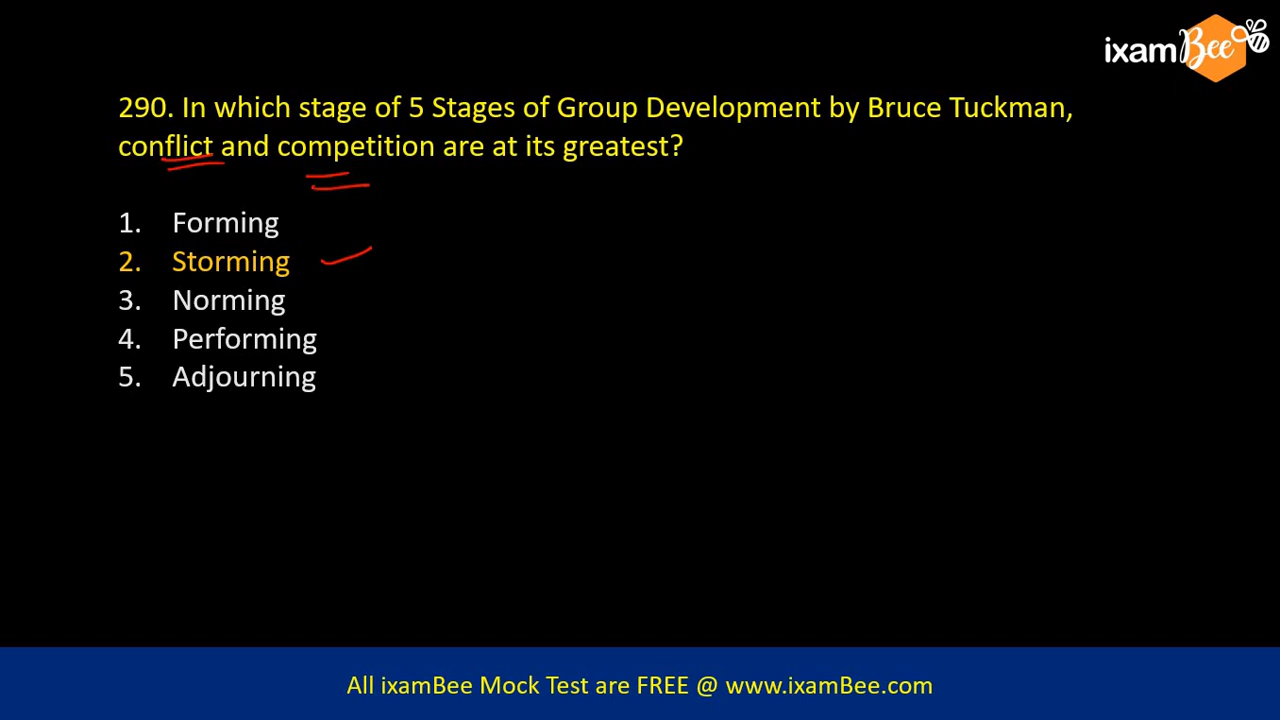 ixamBee
290. In which stage of 5 Stages of Group Development by Bruce Tuckman,
conflict and competition are at its greatest?
1. Forming
2. Storming
3. Norming
4. Performing
5. Adjourning
All ixamBee Mock Test are FREE @ www.ixamBee.com